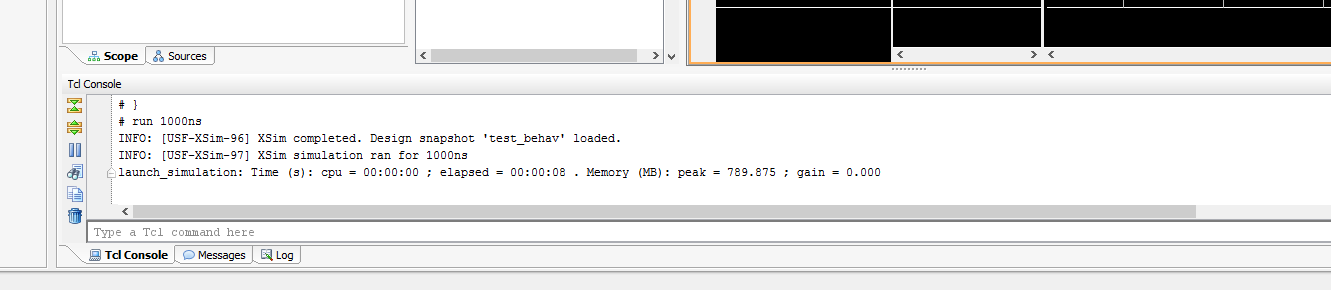 Scope Sources
Tcl Console
# }
# run 1000ns
INFO: [USF-XSim-96] XSim completed. Design snapshot 'test_behav' loaded.
INFO: [USF-XSim-97] XSim simulation ran for 1000ns
launch_simulation: Time (s): cpu = 00:00:00 ; elapsed = 00:00:08 . Memory (MB): peak = 789.875 ; gain = 0.000
Type a Tcl command here
Tcl Console Messages Log